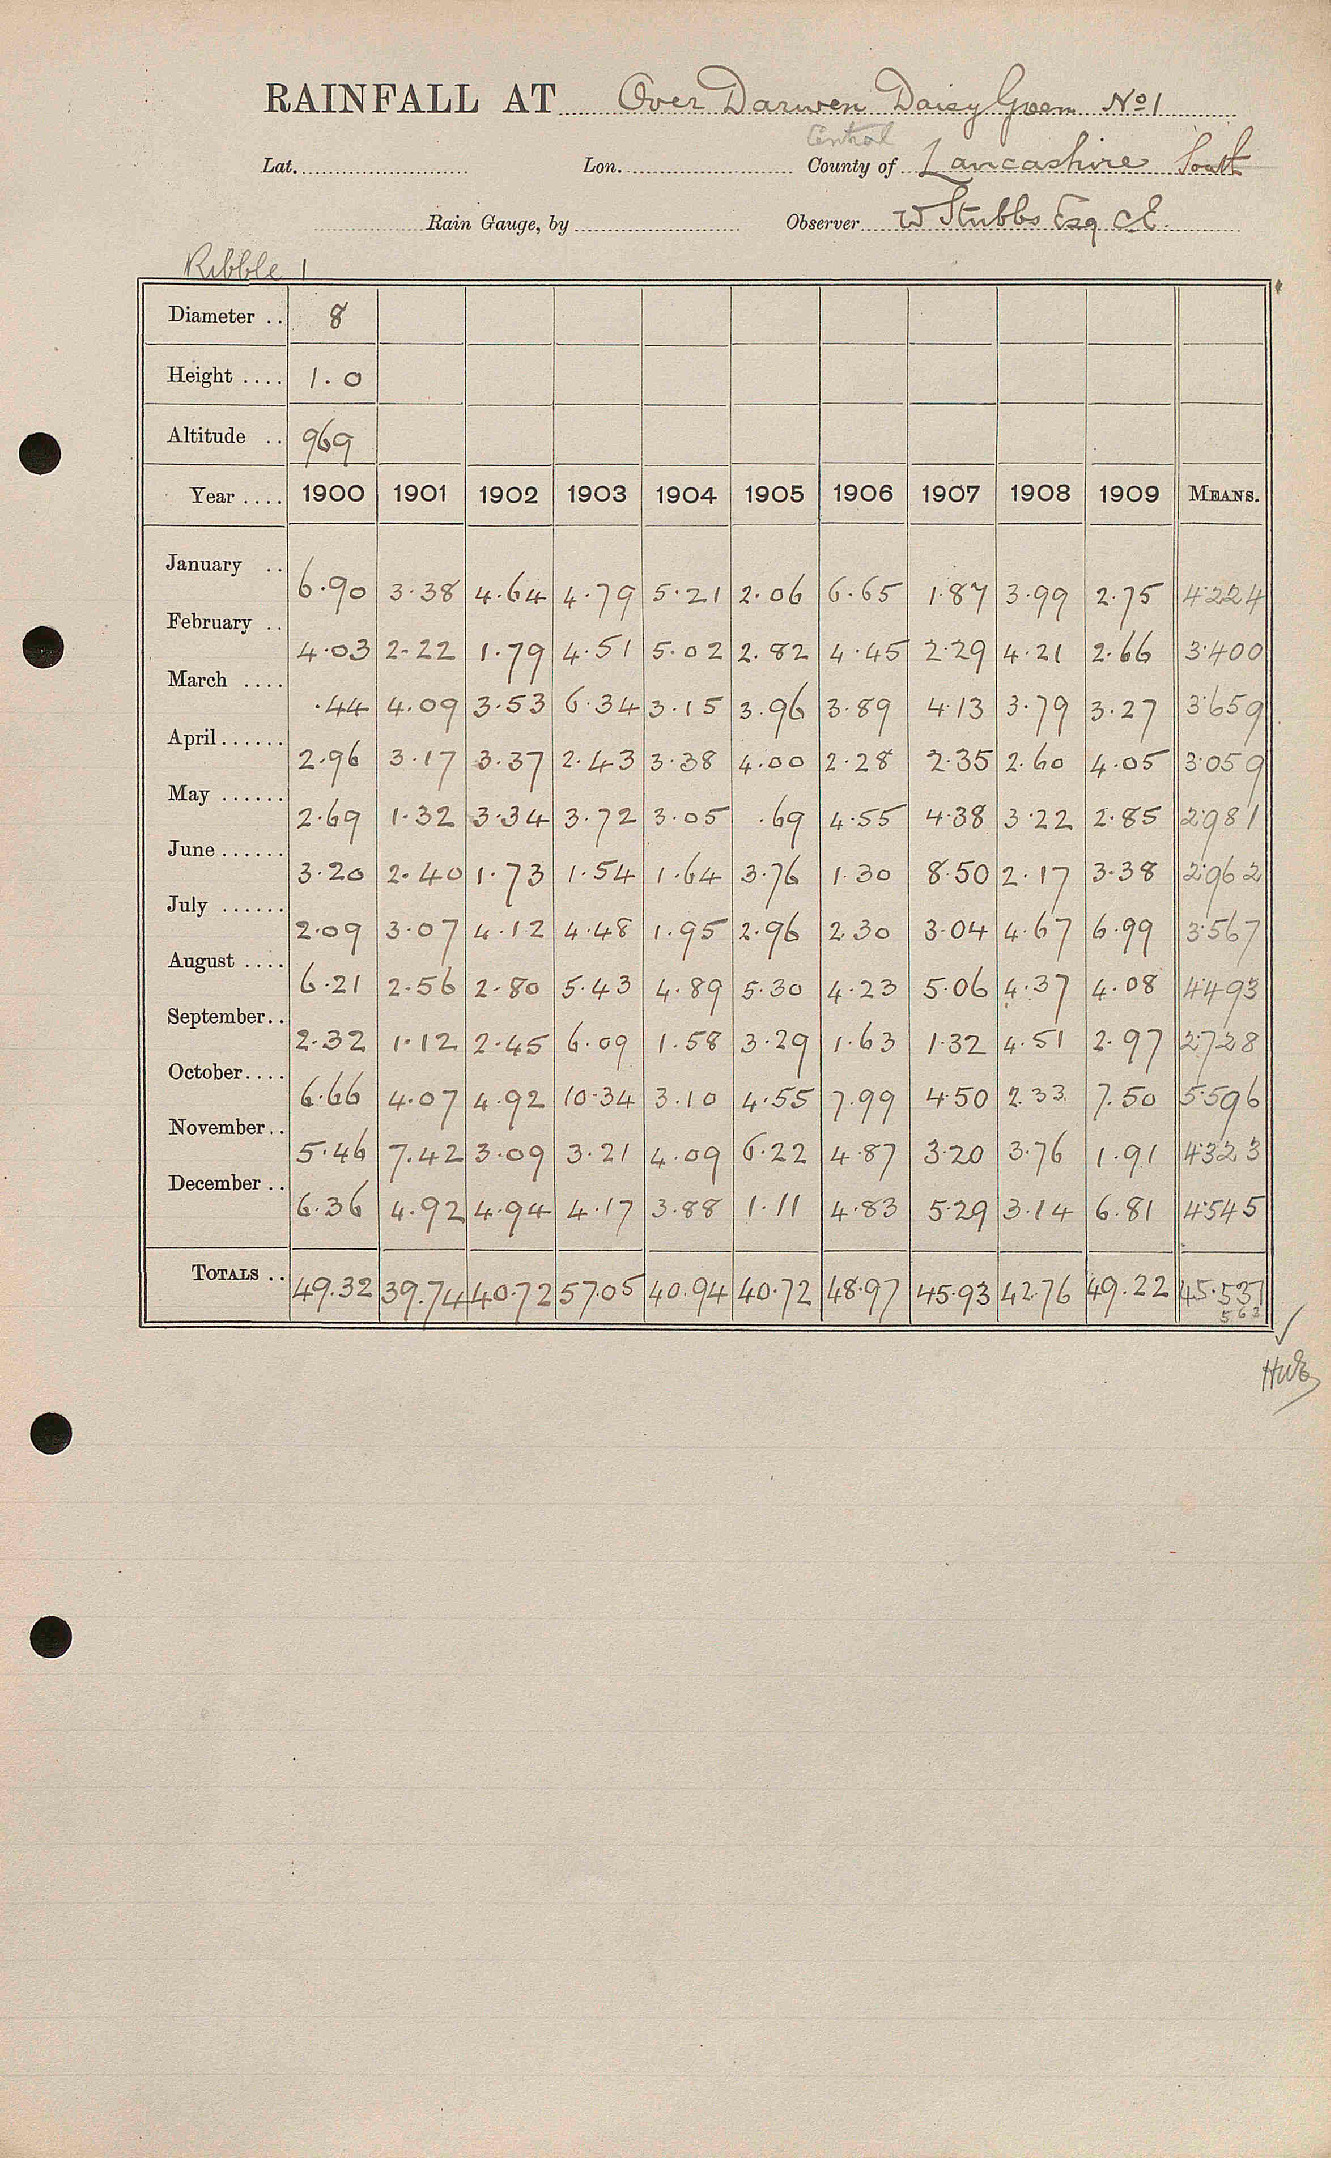 RAINFALL AT Over Darwen Daisy Green No 1
Central
Lat. Lon. County of Lancashire South
Rain Gauge, by Observer W Stubbs Esq CE.
Ribble 1
Diameter .. 8
Height .... 1.0
Altitude .. 969
Year .... 1900 1901 1902 1903 1904 1905 1906 1907 1908 1909 MEANS.
January .. 6.90 3.38 4.64 4.79 5.21 2.06 6.65 1.87 3.99 2.75 4.224
February .. 4.03 2.22 1.79 4.51 5.02 2.82 4.45 2.29 4.21 2.66 3.400
March .... .44 4.09 3.53 6.34 3.15 3.96 3.89 4.13 3.79 3.27 3.659
April...... 2.96 3.17 3.37 2.43 3.38 4.00 2.28 2.35 2.60 4.05 3.059
May ...... 2.69 1.32 3.34 3.72 3.05 .69 4.55 4.38 3.22 2.85 2.981
June ...... 3.20 2.40 1.73 1.54 1.64 3.76 1.30 8.50 2.17 3.38 2.962
July ...... 2.09 3.07 4.12 4.48 1.95 2.96 2.30 3.04 4.67 6.99 3.567
August .... 6.21 2.56 2.80 5.43 4.89 5.30 4.23 5.06 4.37 4.08 4.493
September.. 2.32 1.12 2.45 6.09 1.58 3.29 1.63 1.32 4.51 2.97 2.728
October.... 6.66 4.07 4.92 10.34 3.10 4.55 7.99 4.50 2.33 7.50 5.596
November.. 5.46 7.42 3.09 3.21 4.09 6.22 4.87 3.20 3.76 1.91 4.323
December .. 6.36 4.92 4.94 4.17 3.88 1.11 4.83 5.29 3.14 6.81 4.545
TOTALS .. 49.32 39.74 40.72 57.05 40.94 40.72 48.97 45.93 42.76 49.22 45.537
563